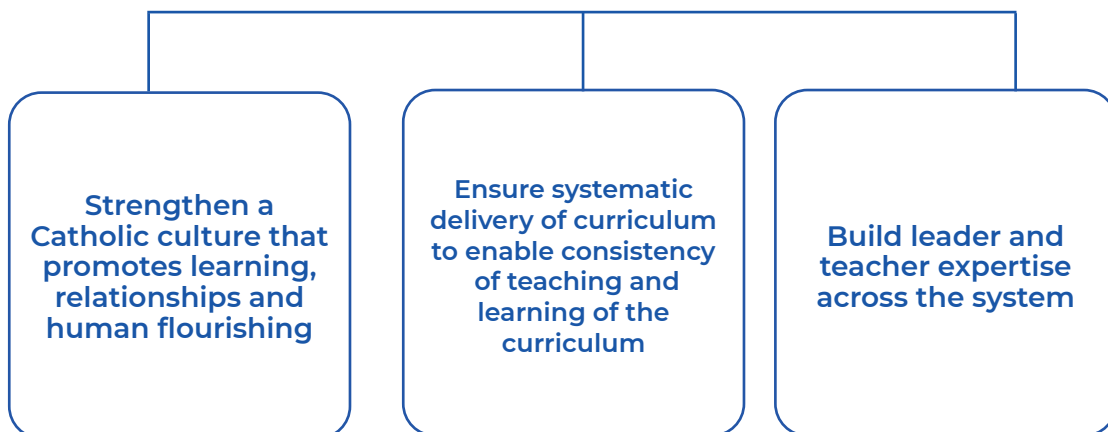 Strengthen a
Catholic culture that
promotes learning,
relationships and
human flourishing
Ensure systematic
delivery of curriculum
to enable consistency
of teaching and
learning of the
curriculum
Build leader and
teacher expertise
across the system